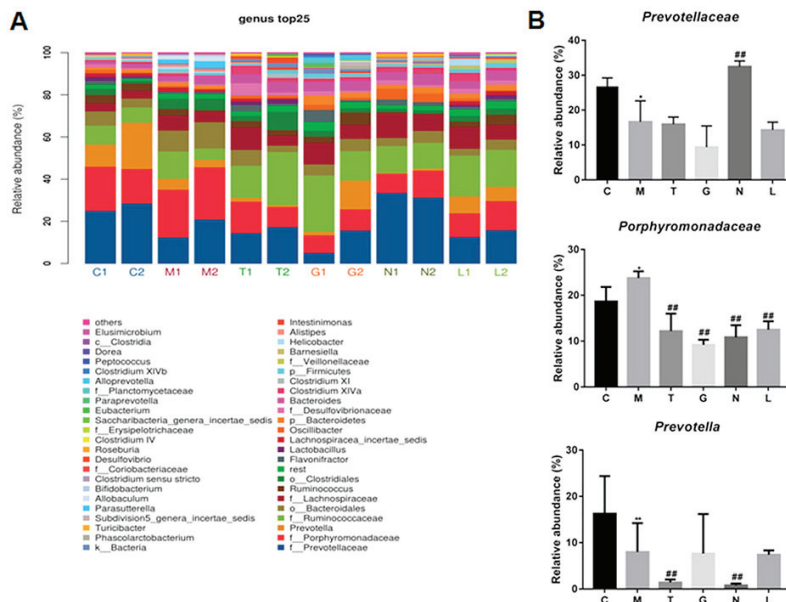 A
genus top25
Relative abundance (%)
100
80
60
40
20
0
C1 C2 M1 M2 T1 T2 G1 G2 N1 N2 L1 L2
others
Elusimicrobium
c__Clostridia
Dorea
Peptococcus
Clostridium XIVb
Alloprevotella
f__Planctomycetaceae
Paraprevotella
Eubacterium
Saccharibacteria_genera_incertae_sedis
f__Erysipelotrichaceae
Clostridium IV
Roseburia
Desulfovibrio
f__Coriobacteriaceae
Clostridium sensu stricto
Bifidobacterium
Allobaculum
Parasutterella
Subdivision5_genera_incertae_sedis
Turicibacter
Phascolarctobacterium
k__Bacteria
Intestinimonas
Alistipes
Helicobacter
Barnesiella
f__Veillonellaceae
p__Firmicutes
Clostridium XI
Clostridium XIVa
Bacteroides
f__Desulfovibrionaceae
p__Bacteroidetes
Oscillibacter
Lachnospiracea_incertae_sedis
Lactobacillus
Flavonifractor
rest
o__Clostridiales
Ruminococcus
f__Lachnospiraceae
o__Bacteroidales
f__Ruminococcaceae
Prevotella
f__Porphyromonadaceae
f__Prevotellaceae
B
Prevotellaceae
Relative abundance (%)
40
30
20
10
0
*
##
C M T G N L
Porphyromonadaceae
Relative abundance (%)
30
20
10
0
*
## ## ## ##
C M T G N L
Prevotella
Relative abundance (%)
30
20
10
0
**
## ##
C M T G N L